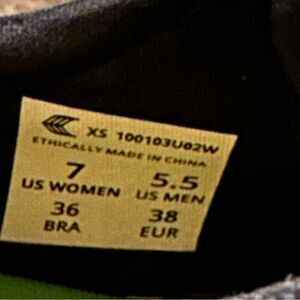 XS 100103U02W
ETHICALLY MADE IN CHINA
7 5.5
US WOMEN US MEN
36 38
BRA EUR